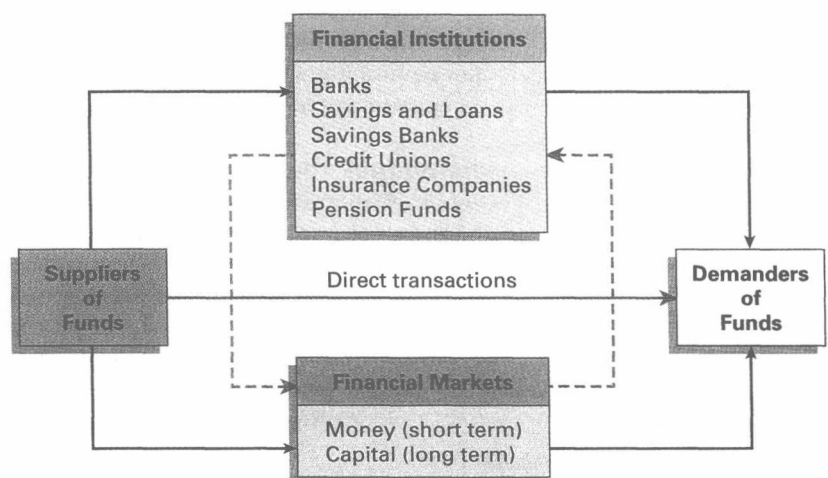 Financial Institutions
Banks
Savings and Loans
Savings Banks
Credit Unions
Insurance Companies
Pension Funds
Suppliers
of
Funds
Direct transactions
Demanders
of
Funds
Financial Markets
Money (short term)
Capital (long term)